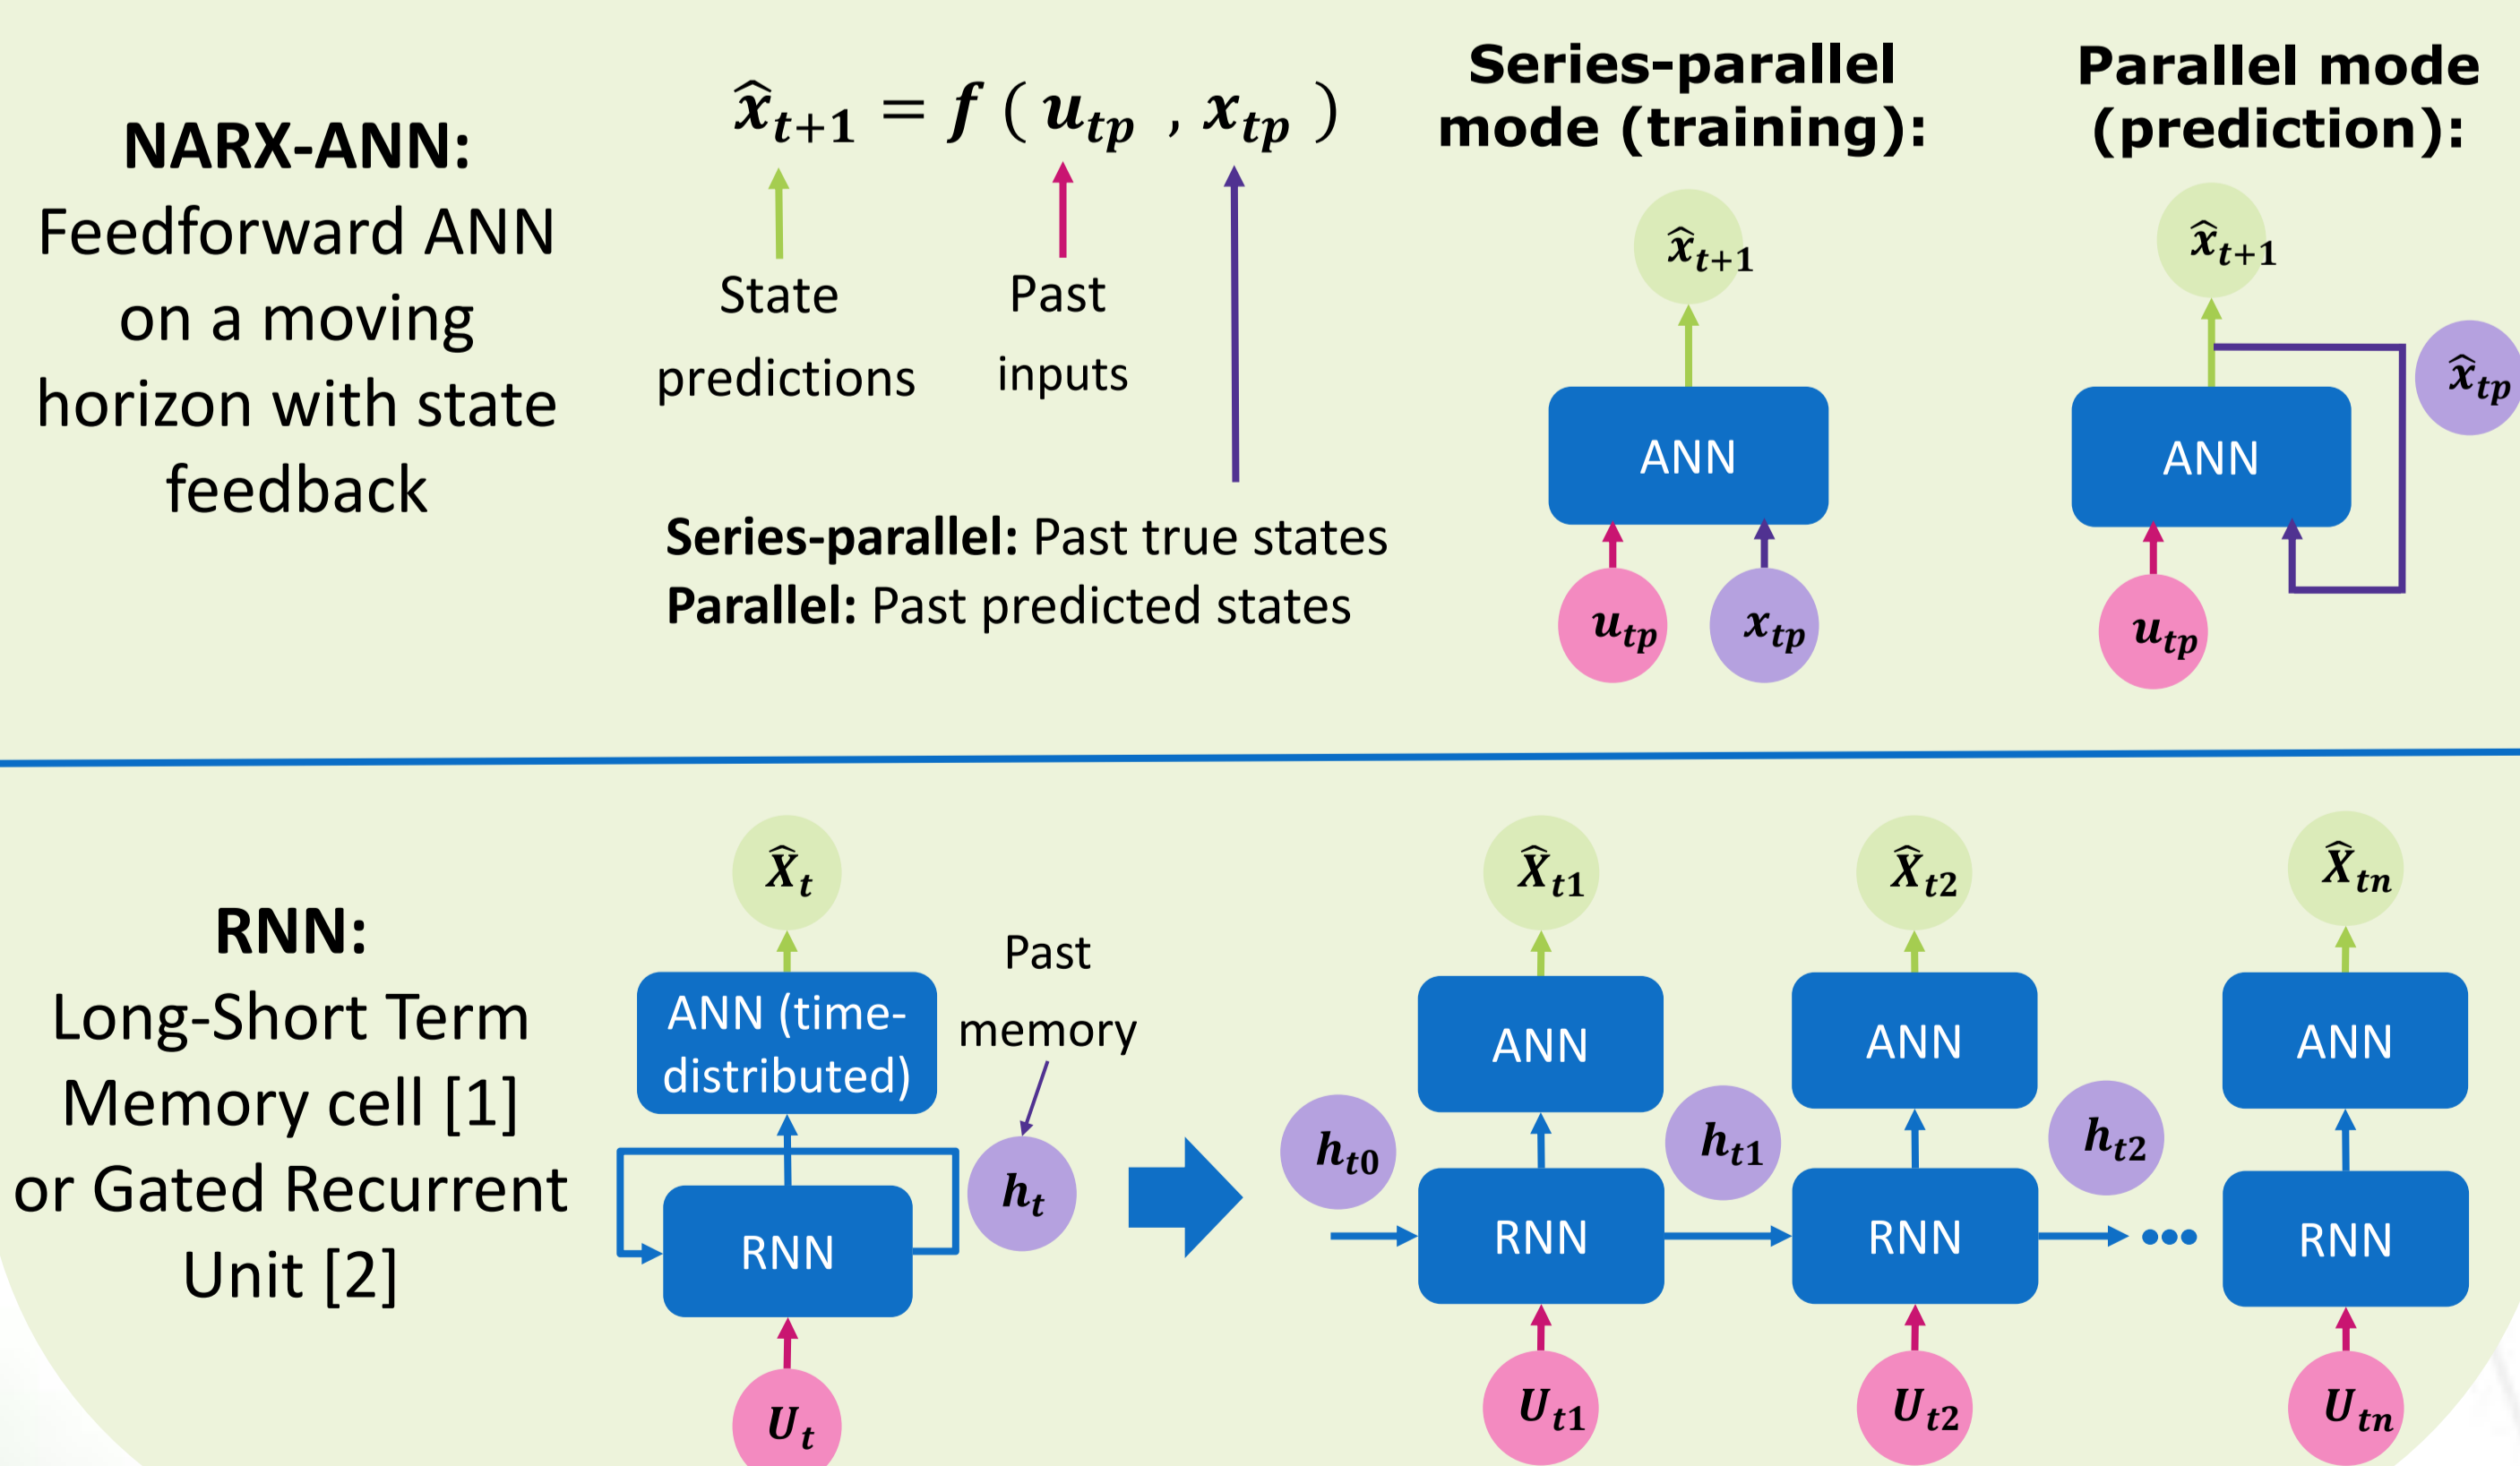 NARX-ANN:
Feedforward ANN
on a moving
horizon with state
feedback
x̂ₜ₊₁ = f ( uₜₚ , xₜₚ )
State
predictions
Past
inputs
Series-parallel: Past true states
Parallel: Past predicted states
Series-parallel
mode (training):
x̂ₜ₊₁
ANN
uₜₚ
xₜₚ
Parallel mode
(prediction):
x̂ₜ₊₁
x̂ₜₚ
ANN
uₜₚ
RNN:
Long-Short Term
Memory cell [1]
or Gated Recurrent
Unit [2]
X̂ₜ
ANN (time-
distributed)
Past
memory
hₜ
RNN
Uₜ
X̂ₜ₁
X̂ₜ₂
X̂ₜₙ
ANN
ANN
ANN
hₜ₀
hₜ₁
hₜ₂
RNN
RNN
RNN
Uₜ₁
Uₜ₂
Uₜₙ